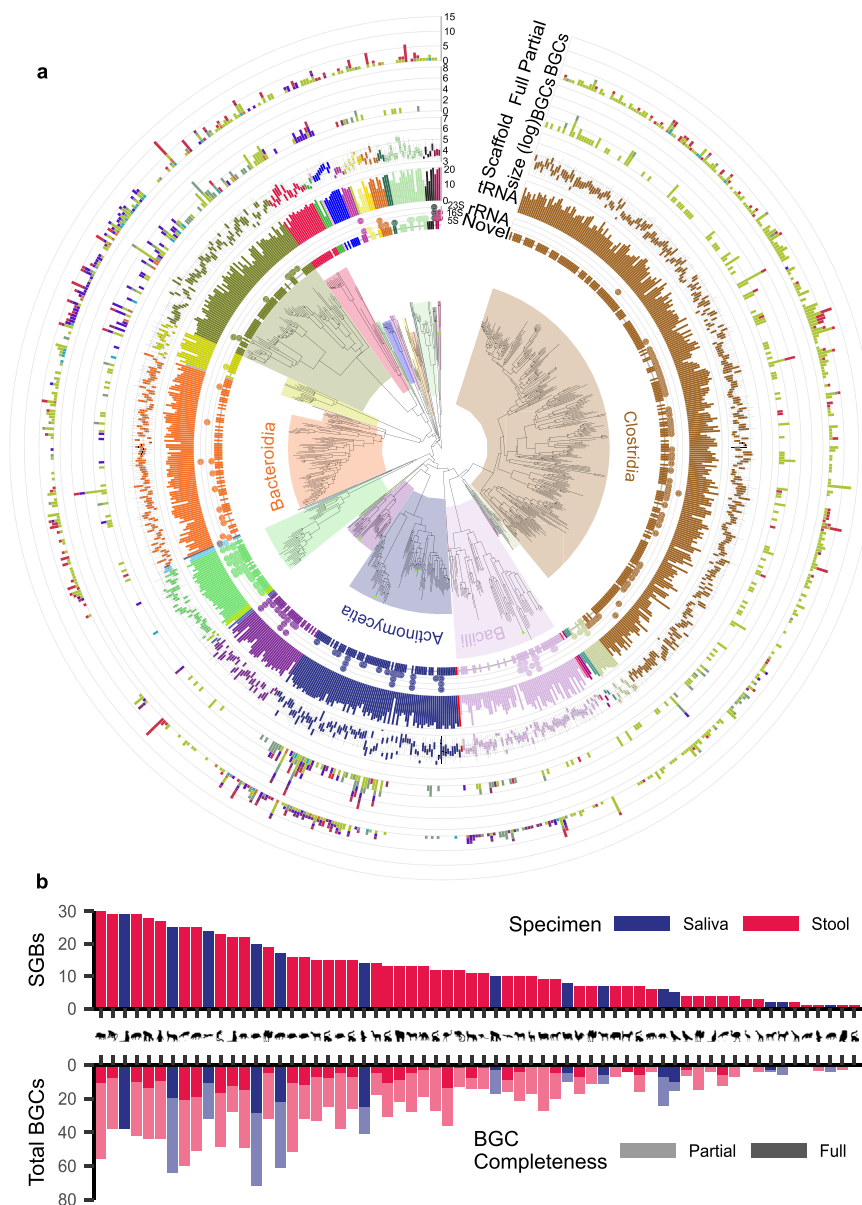 a
15
10
5
0
8
6
4
2
0
7
6
5
4
3
20
10
0
23S
16S
5S
Partial
BGCs
Full
BGCs
Scaffold
size (log)
tRNA
rRNA
Novel
Clostridia
Bacteroidia
Actinomycetia
Bacilli
b
30
20
10
0
SGBs
Specimen
Saliva
Stool
0
20
40
60
80
Total BGCs
BGC
Completeness
Partial
Full